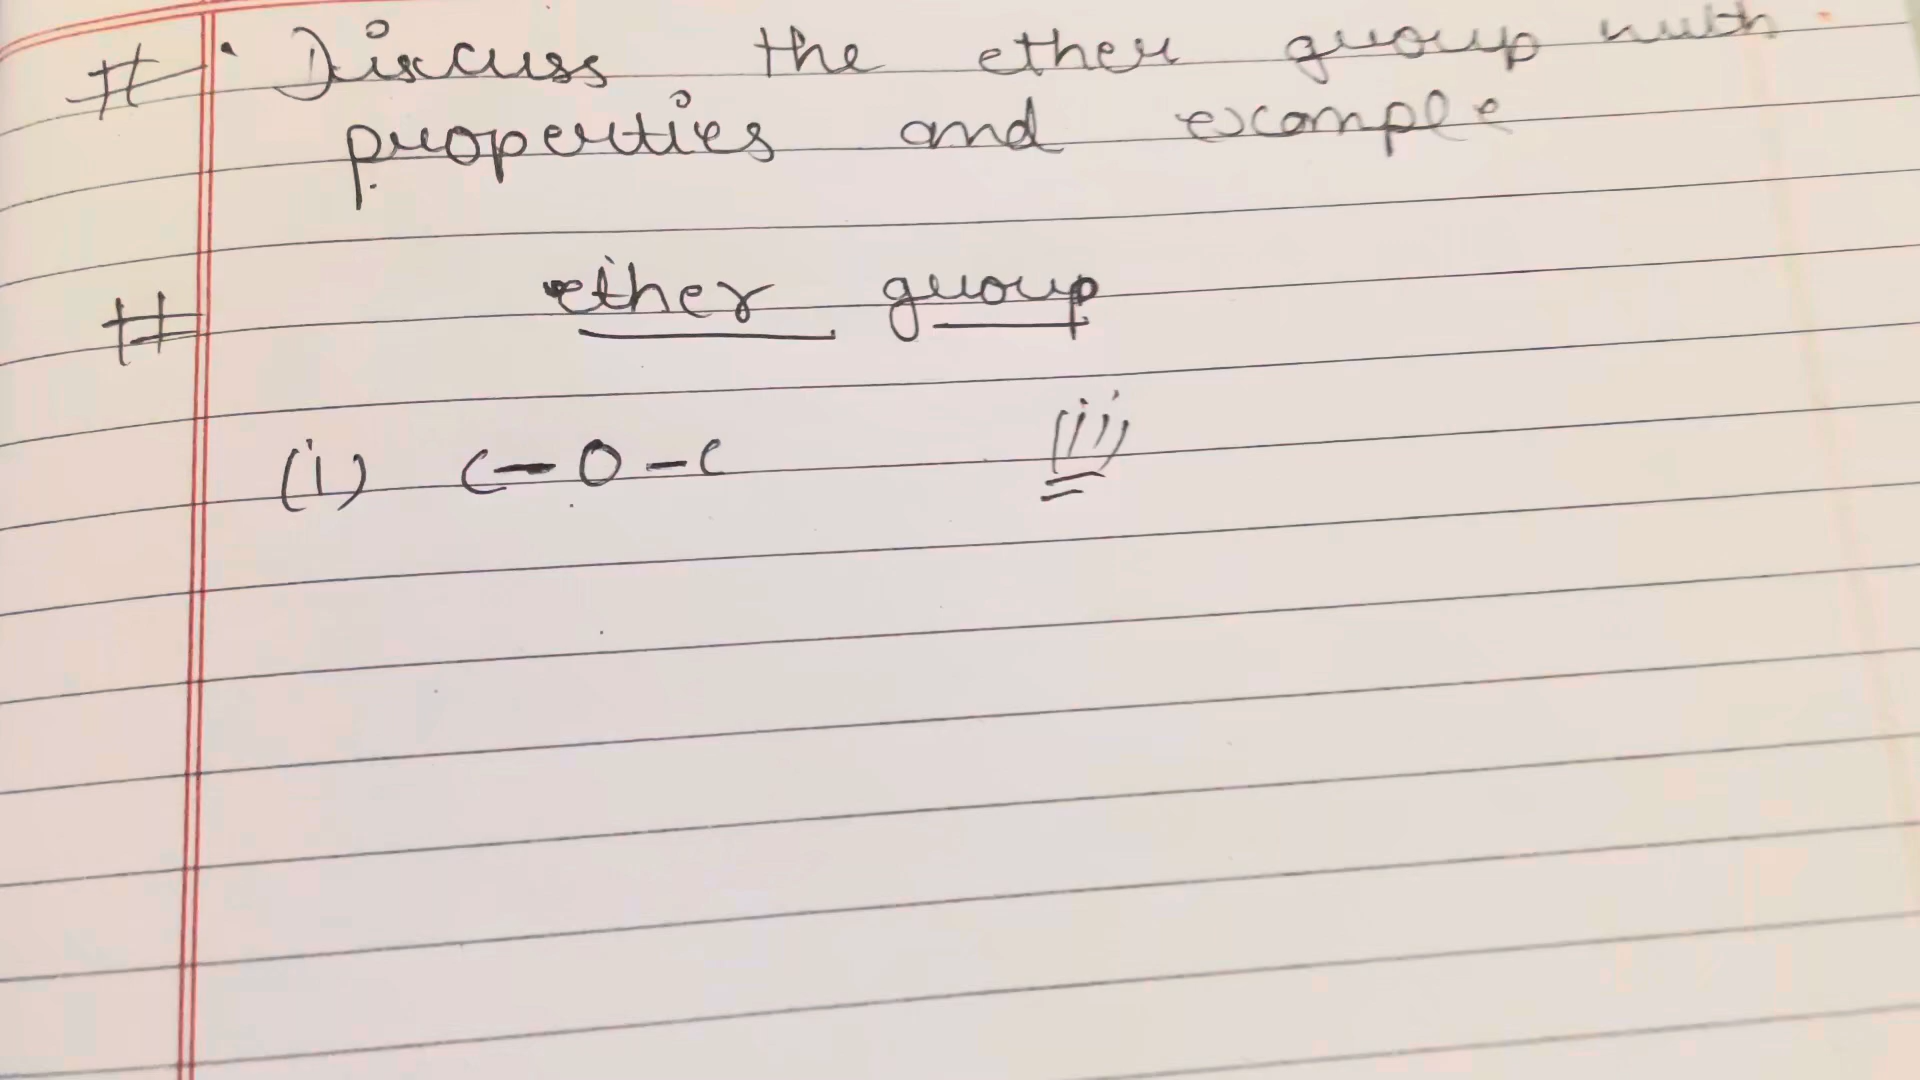 # Discuss the ether group with
properties and example
# ether group
(i) C-O-C (ii)